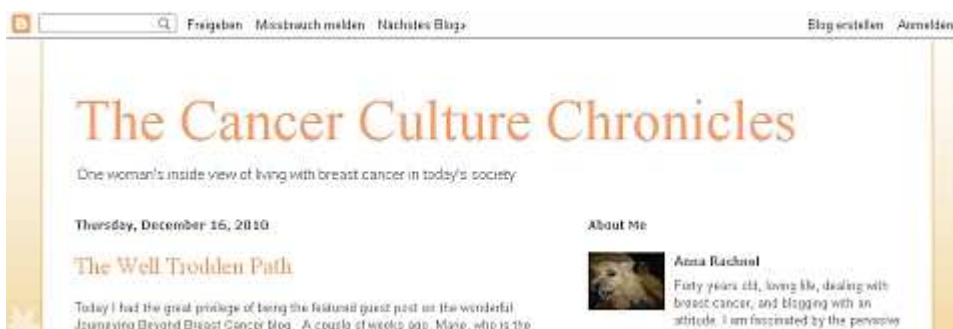 Freigeben Missbrauch melden Nächstes Blog»
Blog erstellen Anmelden
The Cancer Culture Chronicles
One woman's inside view of living with breast cancer in today's society
Thursday, December 16, 2010
The Well Trodden Path
Today I had the great privilege of being the featured guest post on the wonderful
Journeying Beyond Breast Cancer blog. A couple of weeks ago, Marie, who is the
About Me
Anna Rachnel
Forty years old, loving life, dealing with
breast cancer, and blogging with an
attitude. I am fascinated by the pervasive